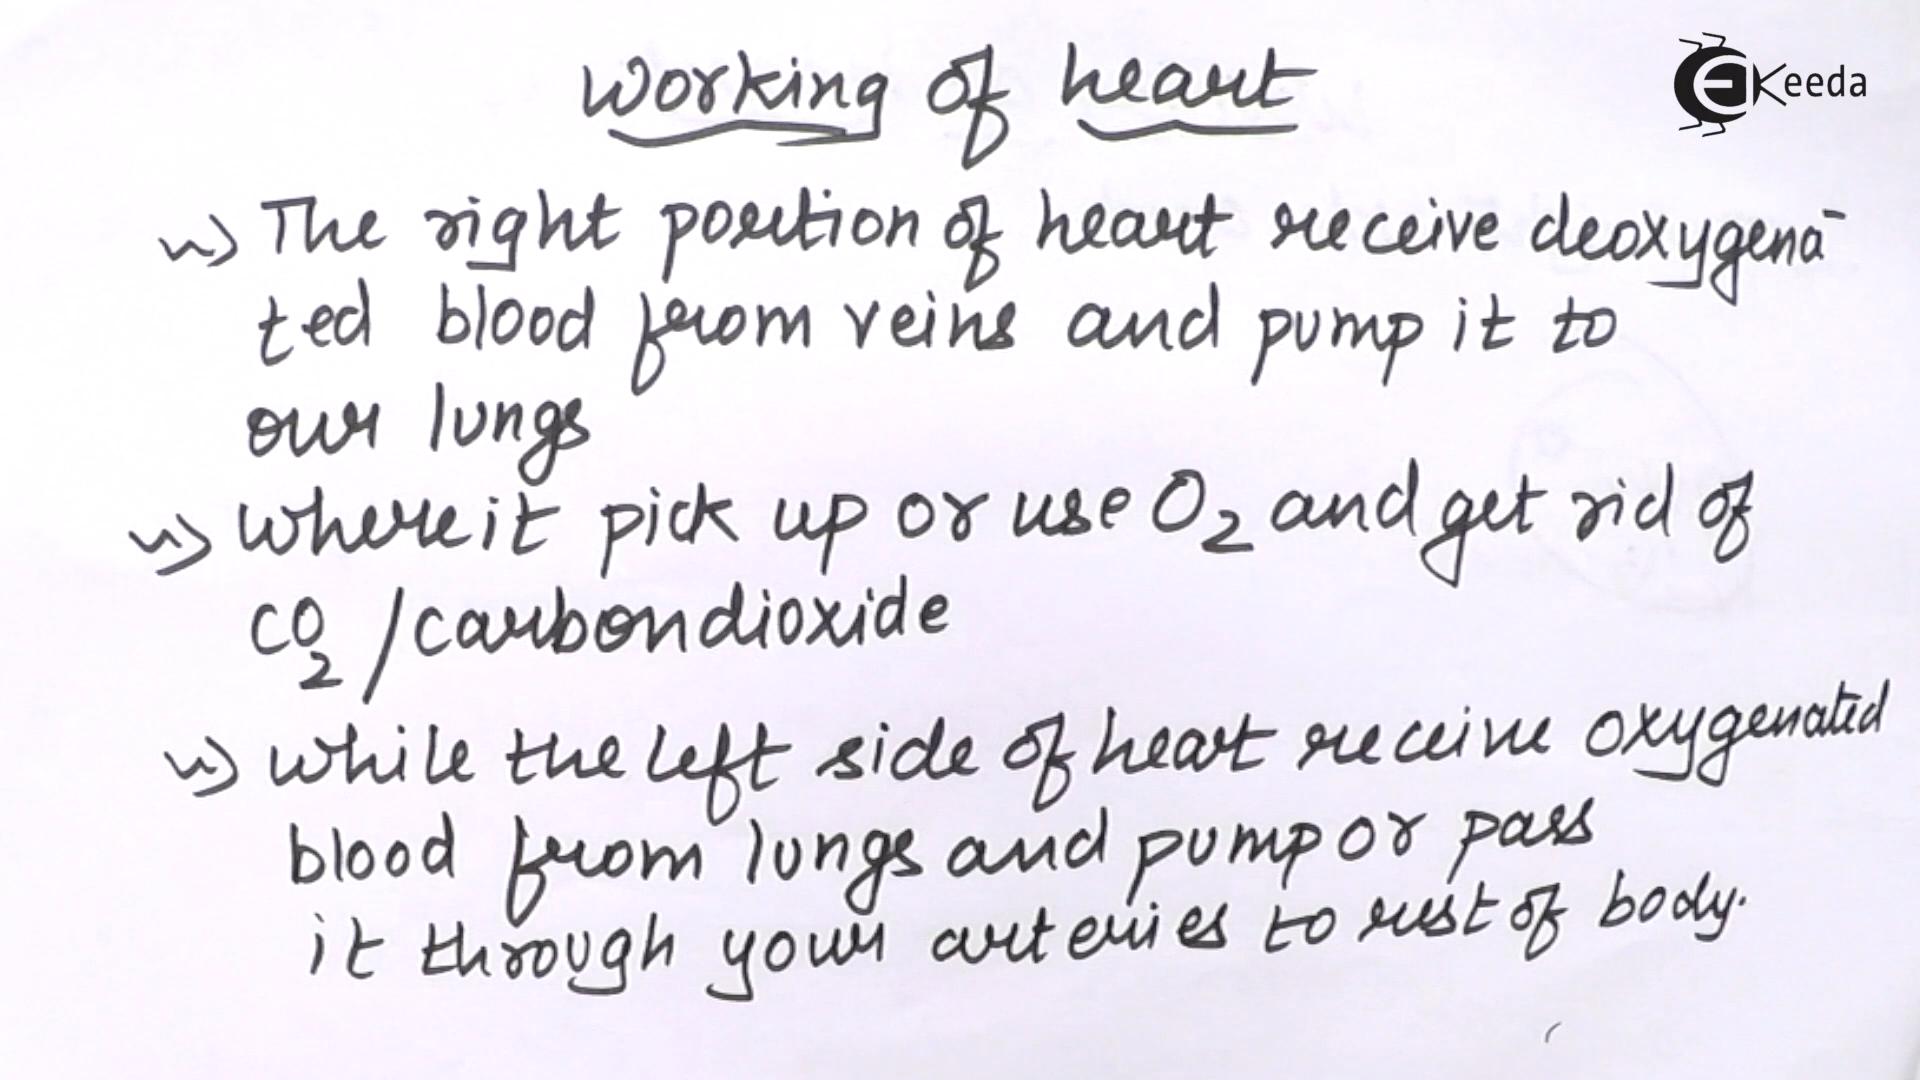 Working of heart
EKeeda
The right portion of heart receive deoxygena-
ted blood from veins and pump it to
our lungs
where it pick up or use O2 and get rid of
CO2 / carbondioxide
while the left side of heart receive oxygenated
blood from lungs and pump or pass
it through your arteries to rest of body.